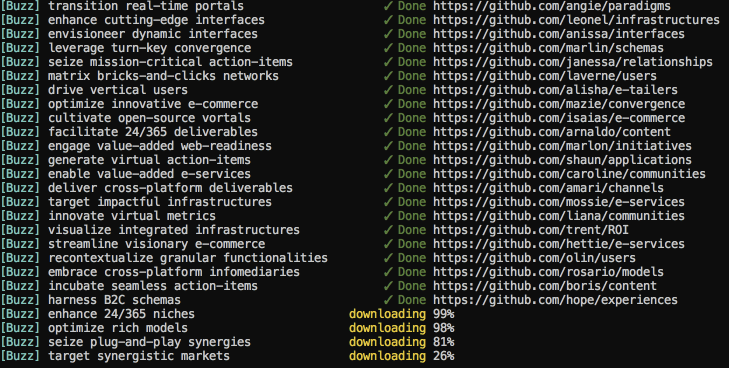 [Buzz] transition real-time portals ✓ Done https://github.com/angie/paradigms
[Buzz] enhance cutting-edge interfaces ✓ Done https://github.com/leonel/infrastructures
[Buzz] envisioneer dynamic interfaces ✓ Done https://github.com/anissa/interfaces
[Buzz] leverage turn-key convergence ✓ Done https://github.com/marlin/schemas
[Buzz] seize mission-critical action-items ✓ Done https://github.com/janessa/relationships
[Buzz] matrix bricks-and-clicks networks ✓ Done https://github.com/laverne/users
[Buzz] drive vertical users ✓ Done https://github.com/alisha/e-tailers
[Buzz] optimize innovative e-commerce ✓ Done https://github.com/mazie/convergence
[Buzz] cultivate open-source vortals ✓ Done https://github.com/isaias/e-commerce
[Buzz] facilitate 24/365 deliverables ✓ Done https://github.com/arnaldo/content
[Buzz] engage value-added web-readiness ✓ Done https://github.com/marlon/initiatives
[Buzz] generate virtual action-items ✓ Done https://github.com/shaun/applications
[Buzz] enable value-added e-services ✓ Done https://github.com/caroline/communities
[Buzz] deliver cross-platform deliverables ✓ Done https://github.com/amari/channels
[Buzz] target impactful infrastructures ✓ Done https://github.com/mossie/e-services
[Buzz] innovate virtual metrics ✓ Done https://github.com/liana/communities
[Buzz] visualize integrated infrastructures ✓ Done https://github.com/trent/ROI
[Buzz] streamline visionary e-commerce ✓ Done https://github.com/hettie/e-services
[Buzz] recontextualize granular functionalities ✓ Done https://github.com/olin/users
[Buzz] embrace cross-platform infomediaries ✓ Done https://github.com/rosario/models
[Buzz] incubate seamless action-items ✓ Done https://github.com/boris/content
[Buzz] harness B2C schemas ✓ Done https://github.com/hope/experiences
[Buzz] enhance 24/365 niches downloading 99%
[Buzz] optimize rich models downloading 98%
[Buzz] seize plug-and-play synergies downloading 81%
[Buzz] target synergistic markets downloading 26%